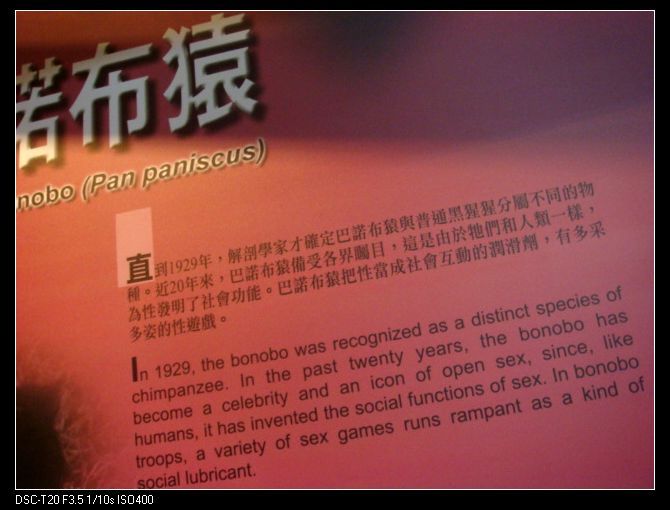 諾布猿
nobo (Pan paniscus)
直到1929年，解剖學家才確定巴諾布猿與普通黑猩猩分屬不同的物
種。近20年來，巴諾布猿備受各界矚目，這是由於牠們和人類一樣，
為性發明了社會功能。巴諾布猿把性當成社會互動的潤滑劑，有多采
多姿的性遊戲。
In 1929, the bonobo was recognized as a distinct species of
chimpanzee. In the past twenty years, the bonobo has
become a celebrity and an icon of open sex, since, like
humans, it has invented the social functions of sex. In bonobo
troops, a variety of sex games runs rampant as a kind of
social lubricant.
DSC-T20 F3.5 1/10s ISO400